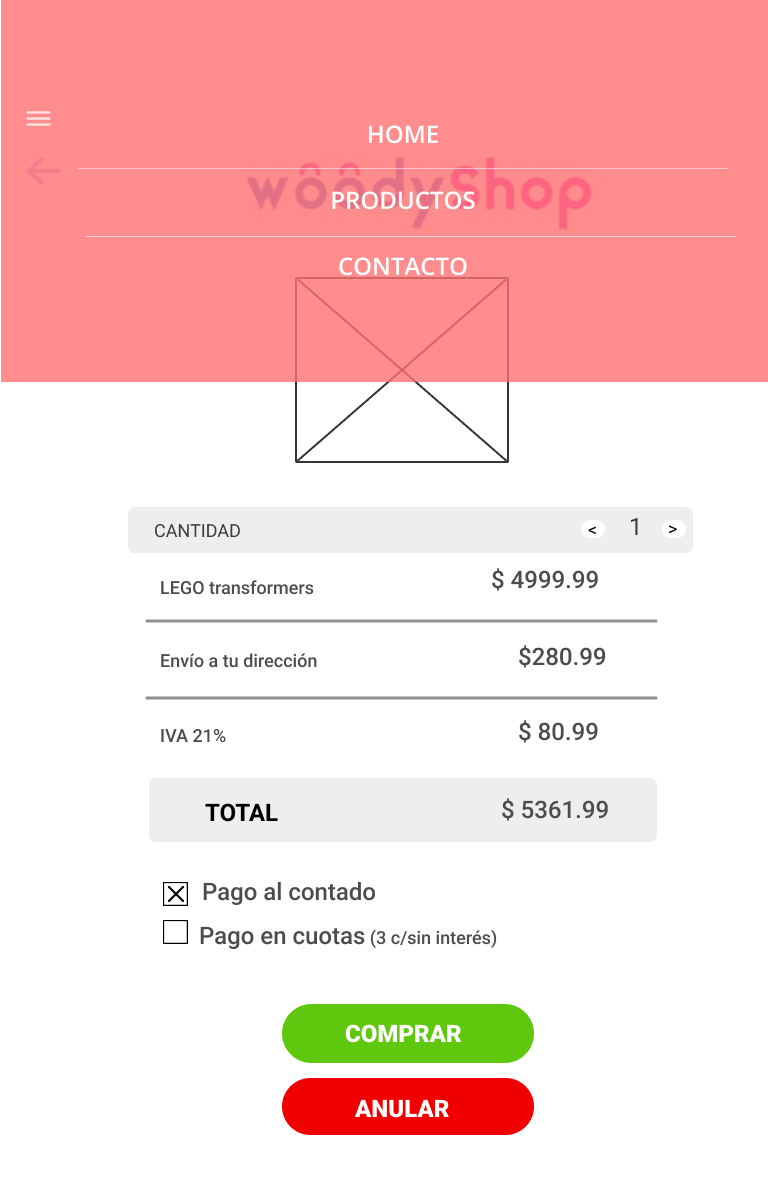 HOME
woodyShop
PRODUCTOS
CONTACTO
CANTIDAD < 1 >
LEGO transformers $ 4999.99
Envío a tu dirección $280.99
IVA 21% $ 80.99
TOTAL $ 5361.99
Pago al contado
Pago en cuotas (3 c/sin interés)
COMPRAR
ANULAR